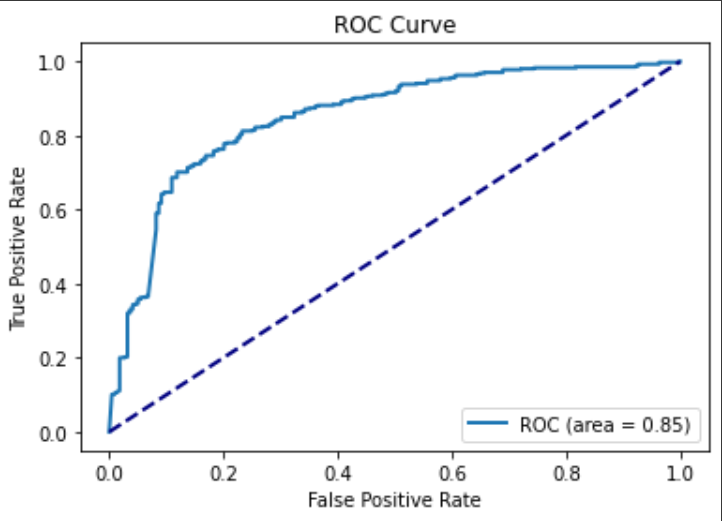 ROC Curve
1.0
0.8
0.6
0.4
0.2
0.0
True Positive Rate
ROC (area = 0.85)
0.0 0.2 0.4 0.6 0.8 1.0
False Positive Rate